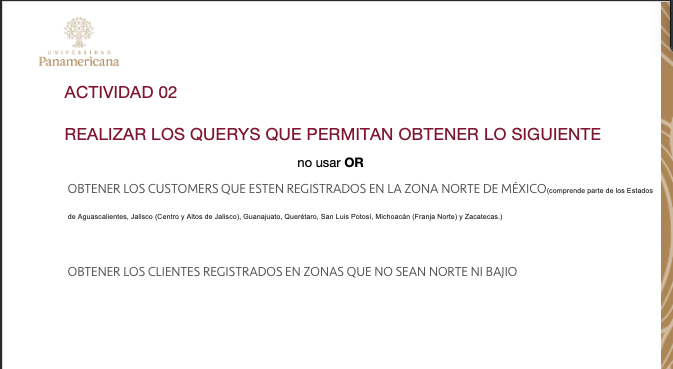 UNIVERSIDAD
Panamericana
ACTIVIDAD 02
REALIZAR LOS QUERYS QUE PERMITAN OBTENER LO SIGUIENTE
no usar OR
OBTENER LOS CUSTOMERS QUE ESTEN REGISTRADOS EN LA ZONA NORTE DE MÉXICO(comprende parte de los Estados
de Aguascalientes, Jalisco (Centro y Altos de Jalisco), Guanajuato, Querétaro, San Luis Potosí, Michoacán (Franja Norte) y Zacatecas.)
OBTENER LOS CLIENTES REGISTRADOS EN ZONAS QUE NO SEAN NORTE NI BAJIO